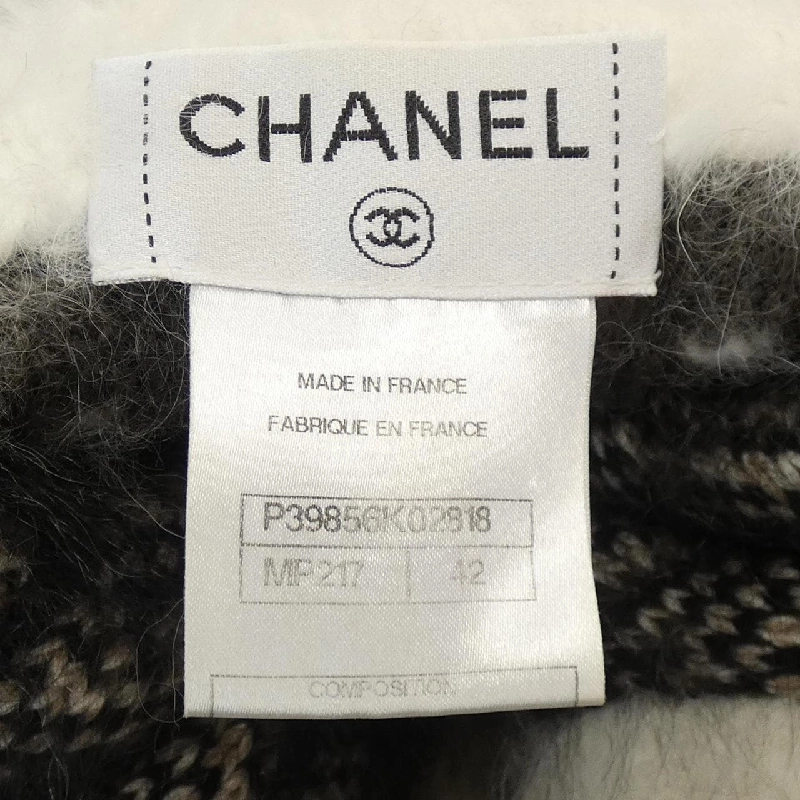 CHANEL
MADE IN FRANCE
FABRIQUE EN FRANCE
P39856K02818
MP217 42
COMPOSITION